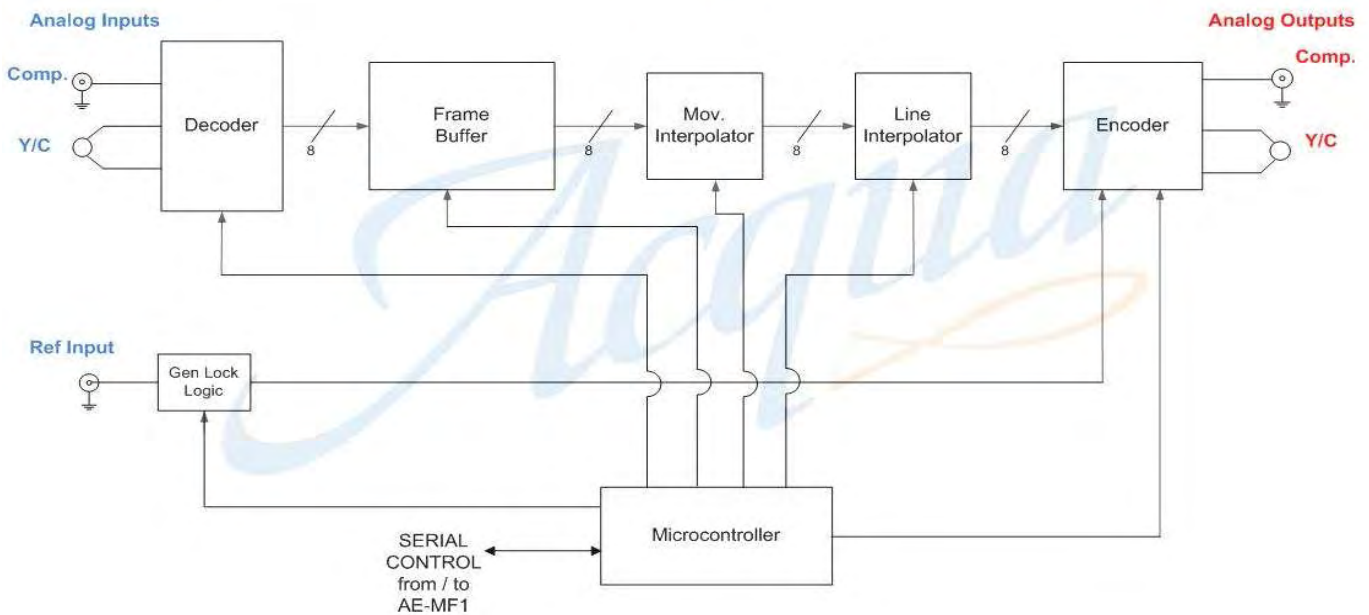 Analog Inputs
Analog Outputs
Comp.
Comp.
Y/C
Y/C
Decoder
8
Frame
Buffer
8
Mov.
Interpolator
8
Line
Interpolator
8
Encoder
Acqua
Ref Input
Gen Lock
Logic
Microcontroller
SERIAL
CONTROL
from / to
AE-MF1